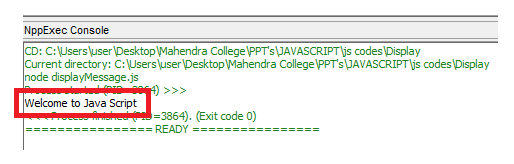 NppExec Console
CD: C:\Users\user\Desktop\Mahendra College\PPT's\JAVASCRIPT\js codes\Display
Current directory: C:\Users\user\Desktop\Mahendra College\PPT's\JAVASCRIPT\js codes\Display
node displayMessage.js
Process started (PID=3864) >>>
Welcome to Java Script
<<< Process finished (PID=3864). (Exit code 0)
================ READY ================